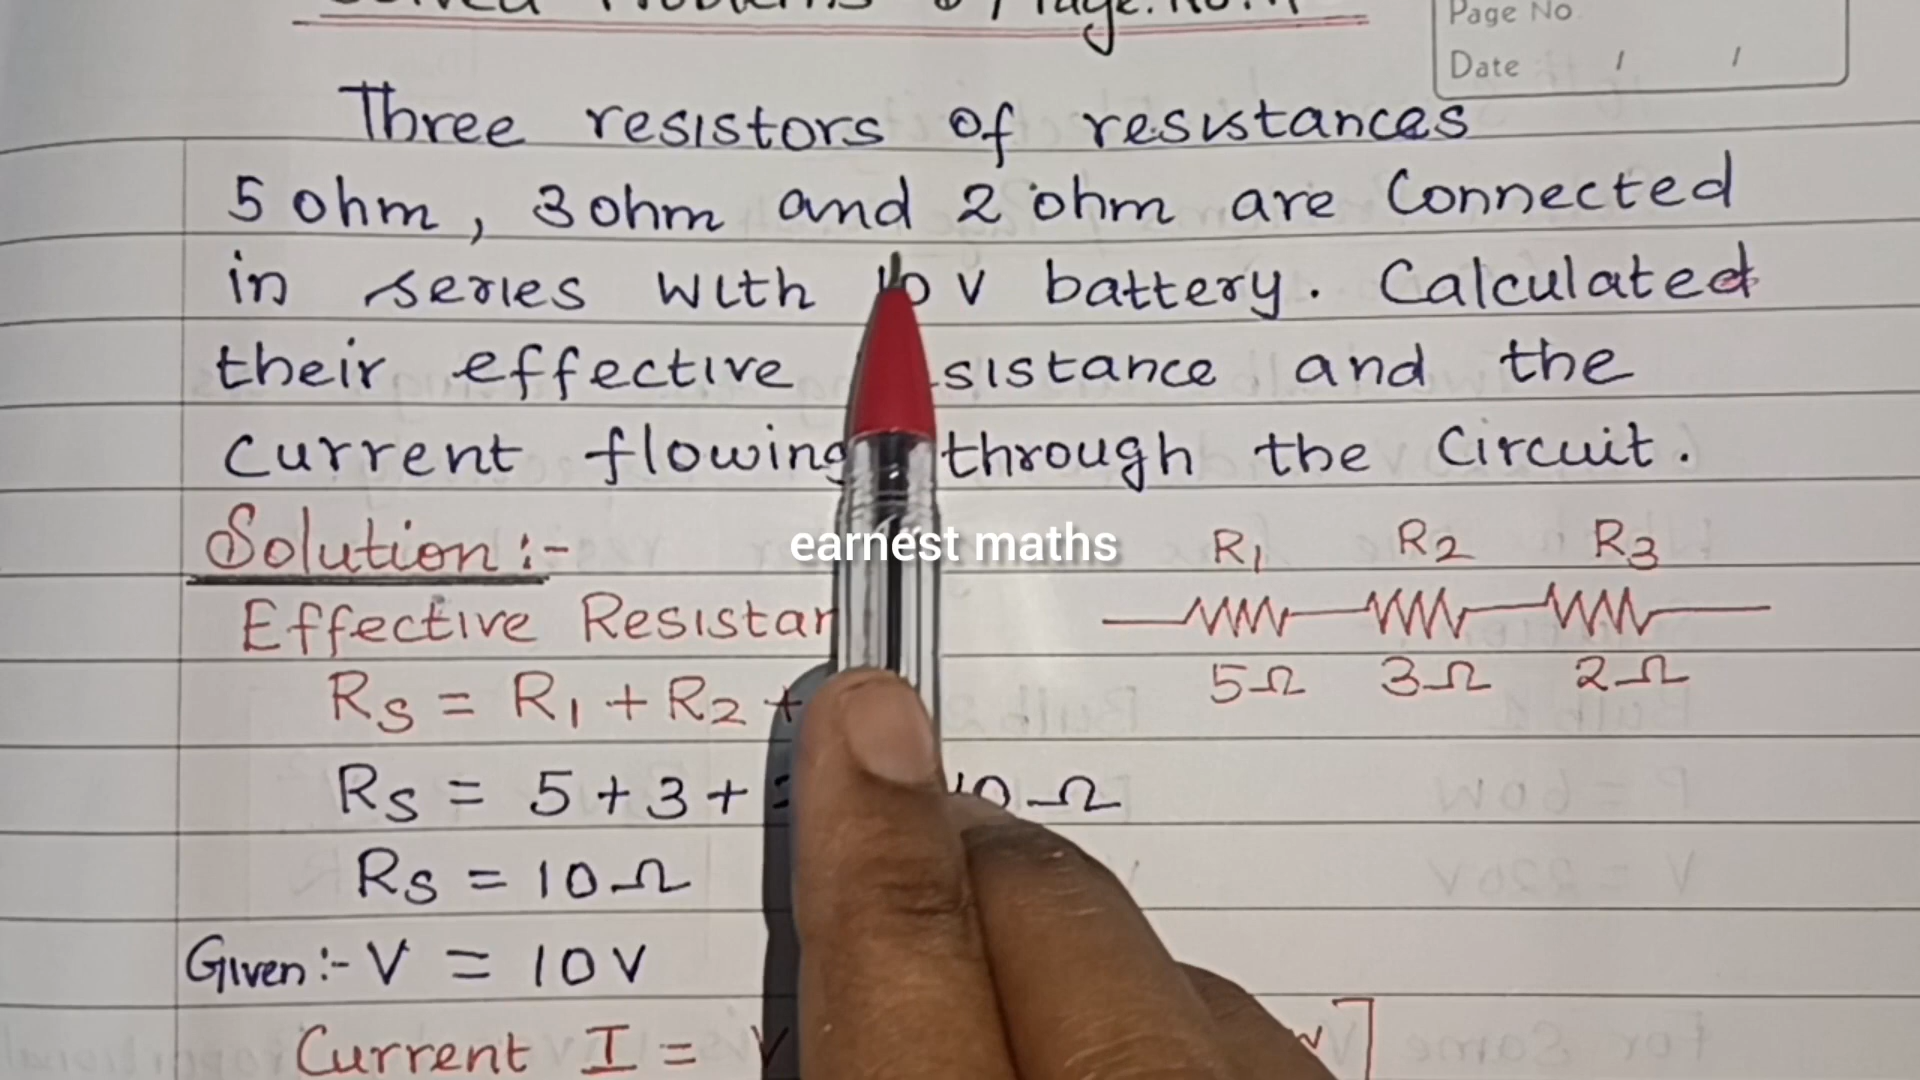 Page No
Date / /
Three resistors of resistances
5 ohm, 3 ohm and 2 ohm are Connected
in series with 10 V battery. Calculated
their effective and the
Current flowing through the Circuit.
Solution :-
earnest maths
R1 R2 R3
Effective
5Ω 3Ω 2Ω
Rs = R1 + R2 +
Rs = 5 + 3 + 10Ω
Rs = 10Ω
Given :- V = 10V
Current I = V